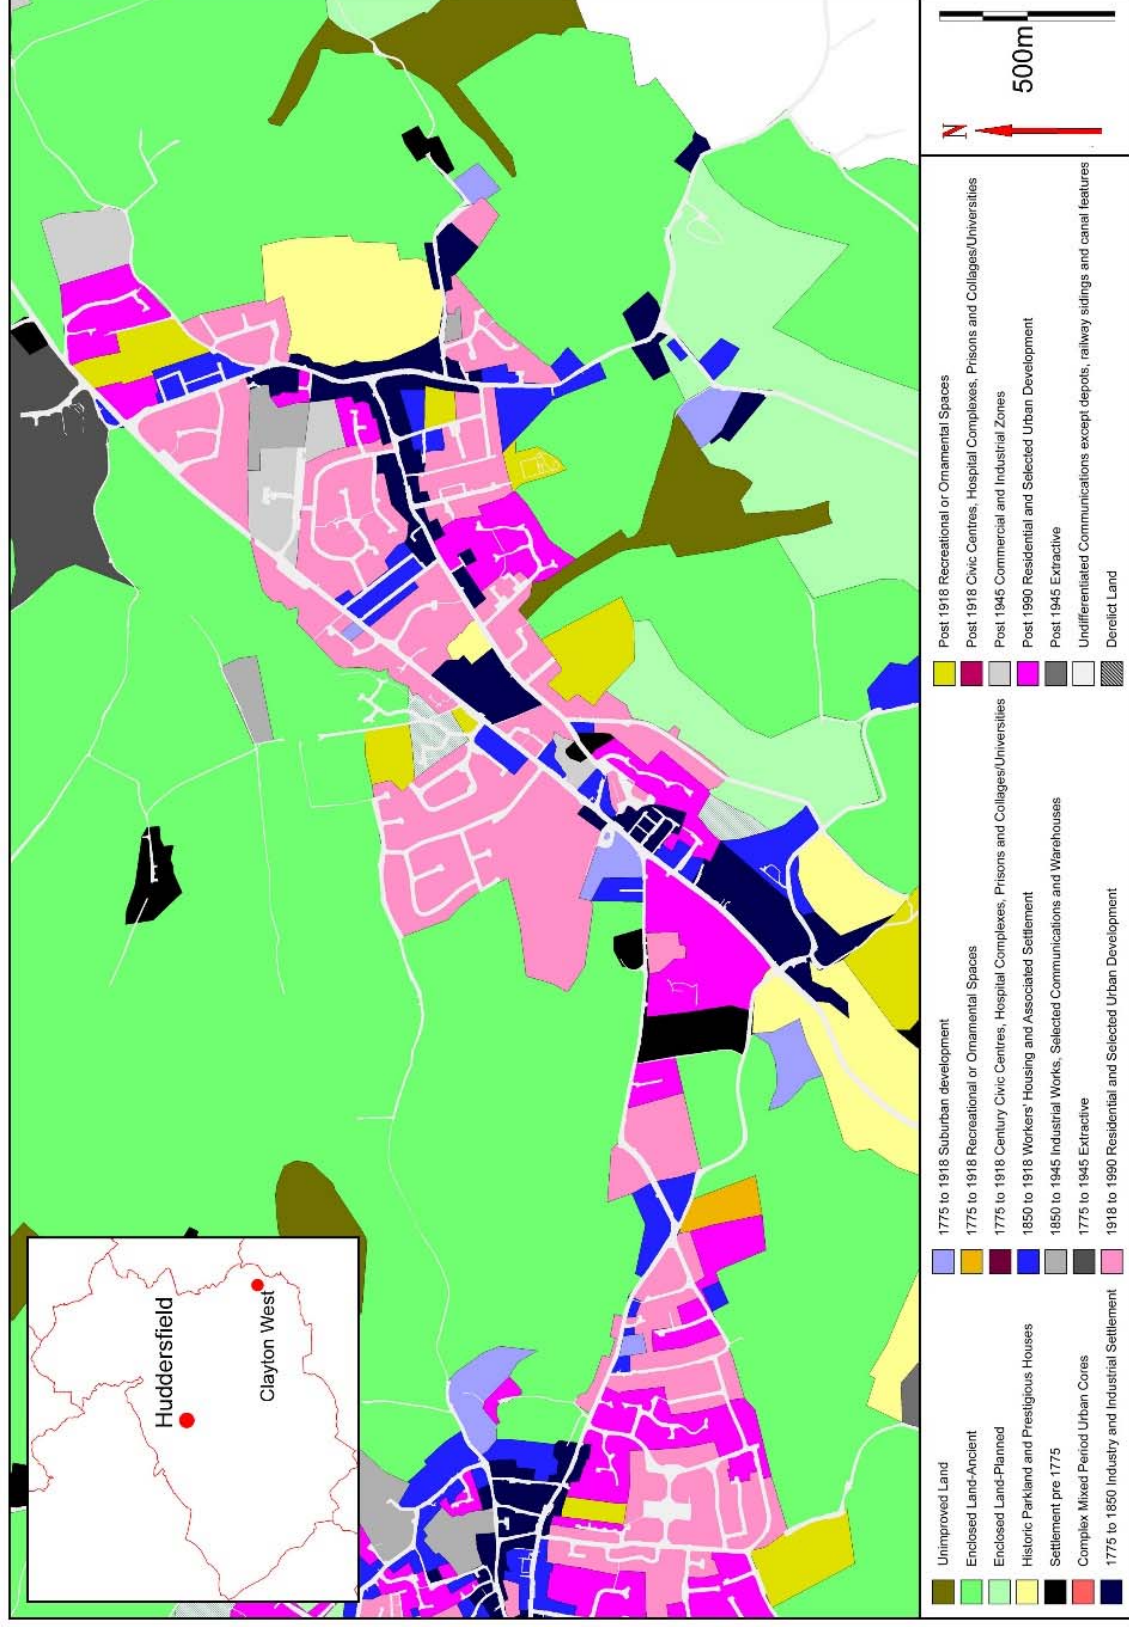 Huddersfield
Clayton West
Unimproved Land
Enclosed Land-Ancient
Enclosed Land-Planned
Historic Parkland and Prestigious Houses
Settlement pre 1775
Complex Mixed Period Urban Cores
1775 to 1850 Industry and Industrial Settlement
1775 to 1918 Suburban development
1775 to 1918 Recreational or Ornamental Spaces
1775 to 1918 Century Civic Centres, Hospital Complexes, Prisons and Collages/Universities
1850 to 1918 Workers' Housing and Associated Settlement
1850 to 1945 Industrial Works, Selected Communications and Warehouses
1775 to 1945 Extractive
1918 to 1990 Residential and Selected Urban Development
Post 1918 Recreational or Ornamental Spaces
Post 1918 Civic Centres, Hospital Complexes, Prisons and Collages/Universities
Post 1945 Commercial and Industrial Zones
Post 1990 Residential and Selected Urban Development
Post 1945 Extractive
Undifferentiated Communications except depots, railway sidings and canal features
Derelict Land
N
500m